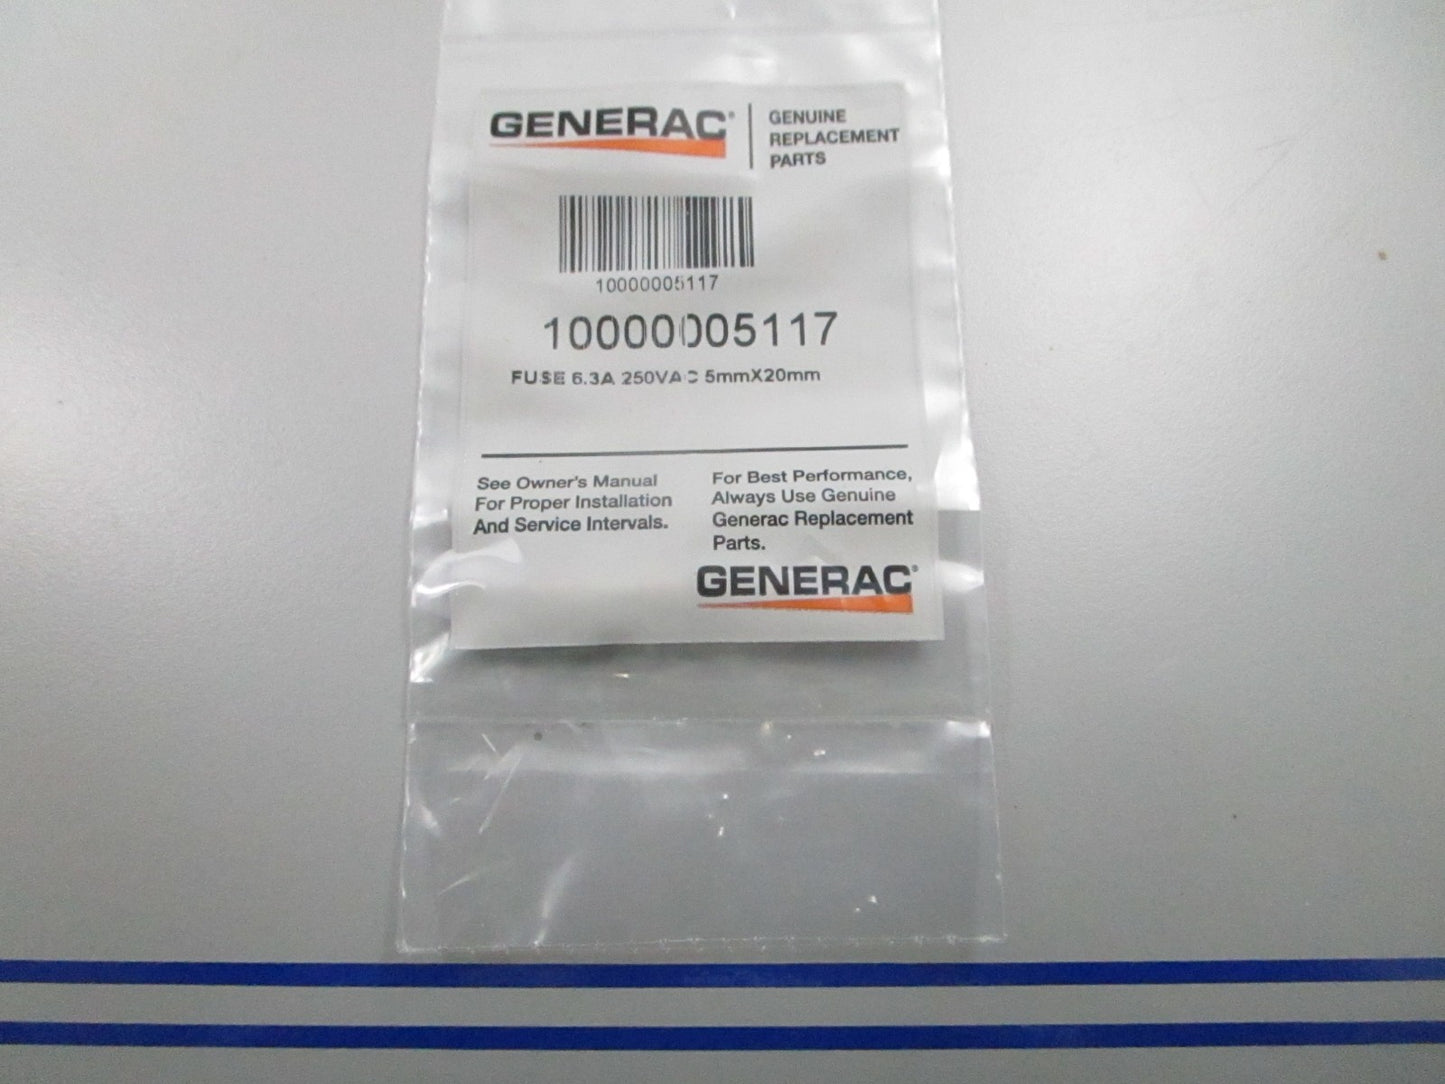 GENERAC®
GENUINE
REPLACEMENT
PARTS
10000005117
10000005117
FUSE 6.3A 250VAC 5mmX20mm
See Owner's Manual
For Proper Installation
And Service Intervals.
For Best Performance,
Always Use Genuine
Generac Replacement
Parts.
GENERAC®